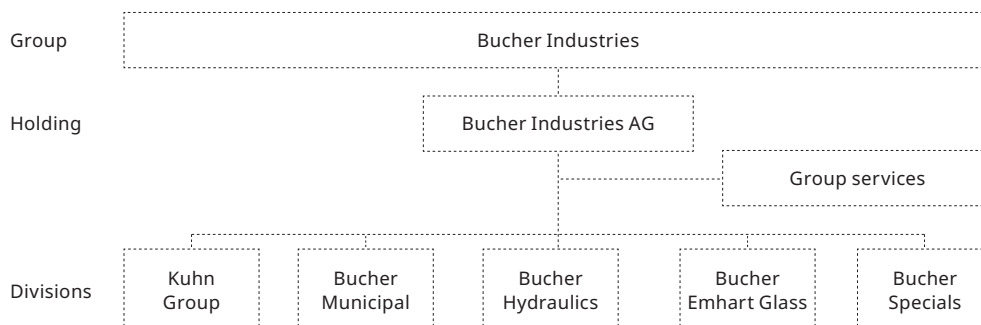 Group
Bucher Industries
Holding
Bucher Industries AG
Group services
Divisions
Kuhn
Group
Bucher
Municipal
Bucher
Hydraulics
Bucher
Emhart Glass
Bucher
Specials